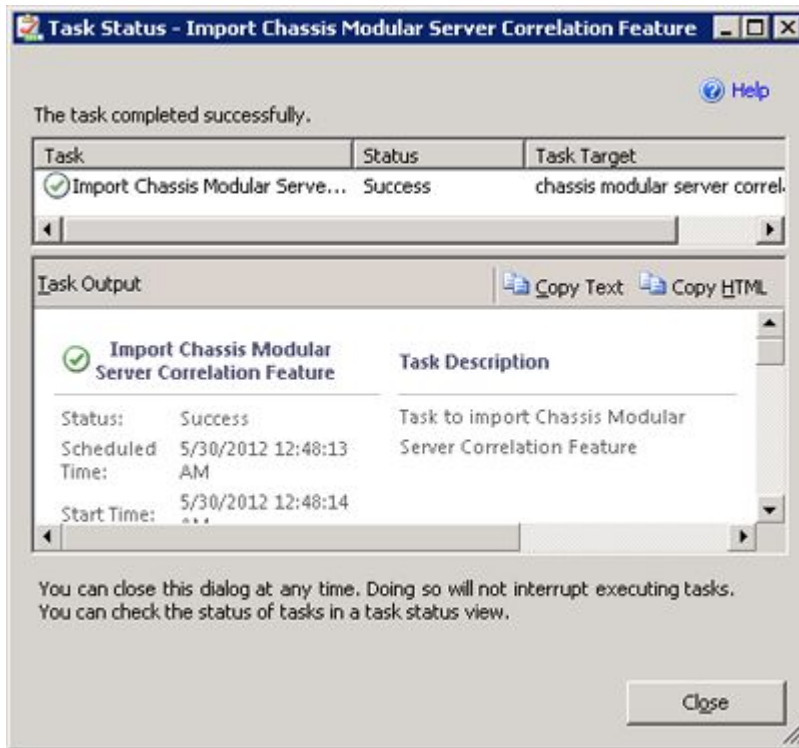 Task Status - Import Chassis Modular Server Correlation Feature
Help
The task completed successfully.
Task Status Task Target
Import Chassis Modular Serve... Success chassis modular server correl
Task Output Copy Text Copy HTML
Import Chassis Modular
Server Correlation Feature
Task Description
Status: Success
Task to import Chassis Modular
Server Correlation Feature
Scheduled
Time:
5/30/2012 12:48:13
AM
Start Time:
5/30/2012 12:48:14
You can close this dialog at any time. Doing so will not interrupt executing tasks.
You can check the status of tasks in a task status view.
Close